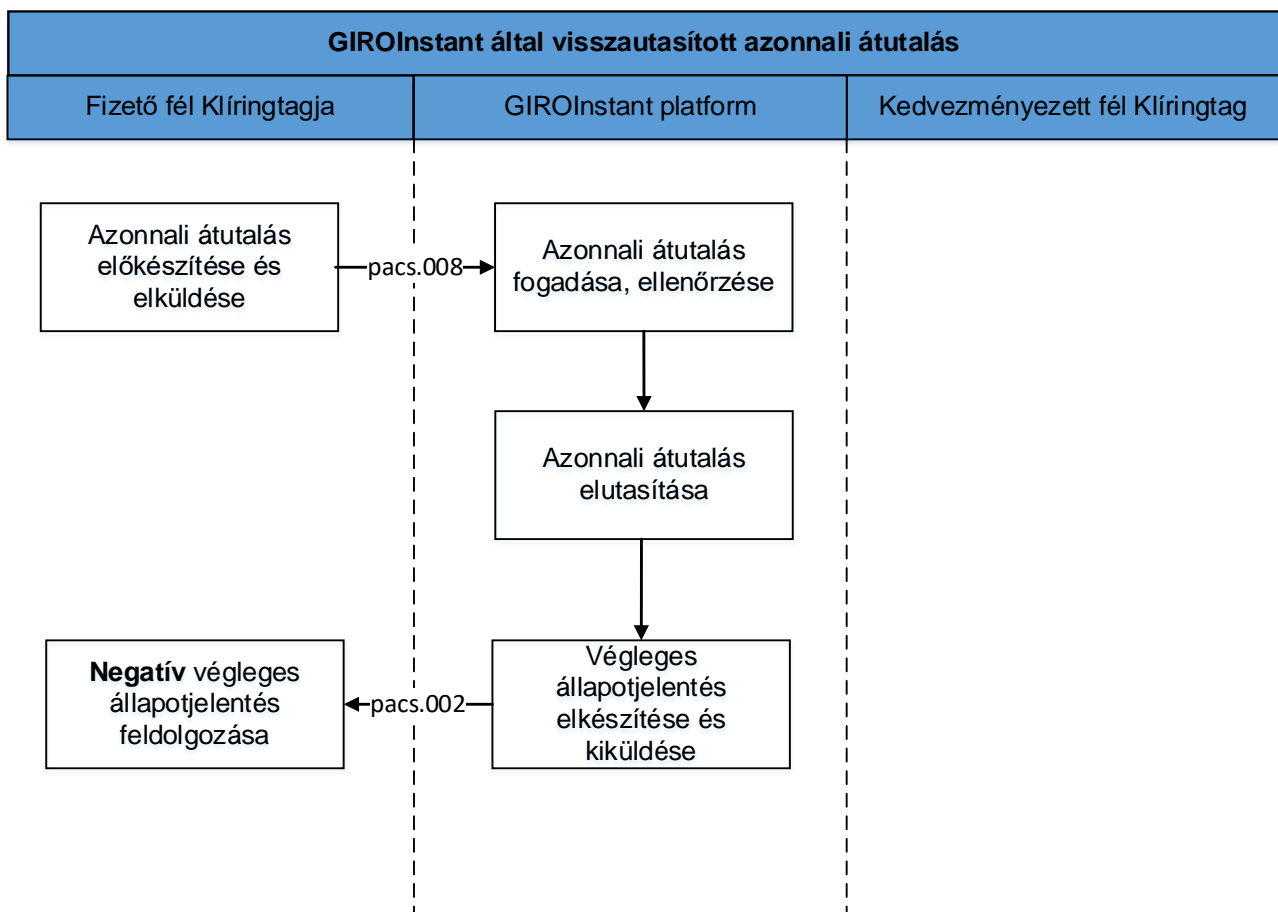 GIROInstant által visszautasított azonnali átutalás
Fizető fél Klíringtagja
GIROInstant platform
Kedvezményezett fél Klíringtag
Azonnali átutalás
előkészítése és
elküldése
pacs.008
Azonnali átutalás
fogadása, ellenőrzése
Azonnali átutalás
elutasítása
Negatív végleges
állapotjelentés
feldolgozása
pacs.002
Végleges
állapotjelentés
elkészítése és
kiküldése